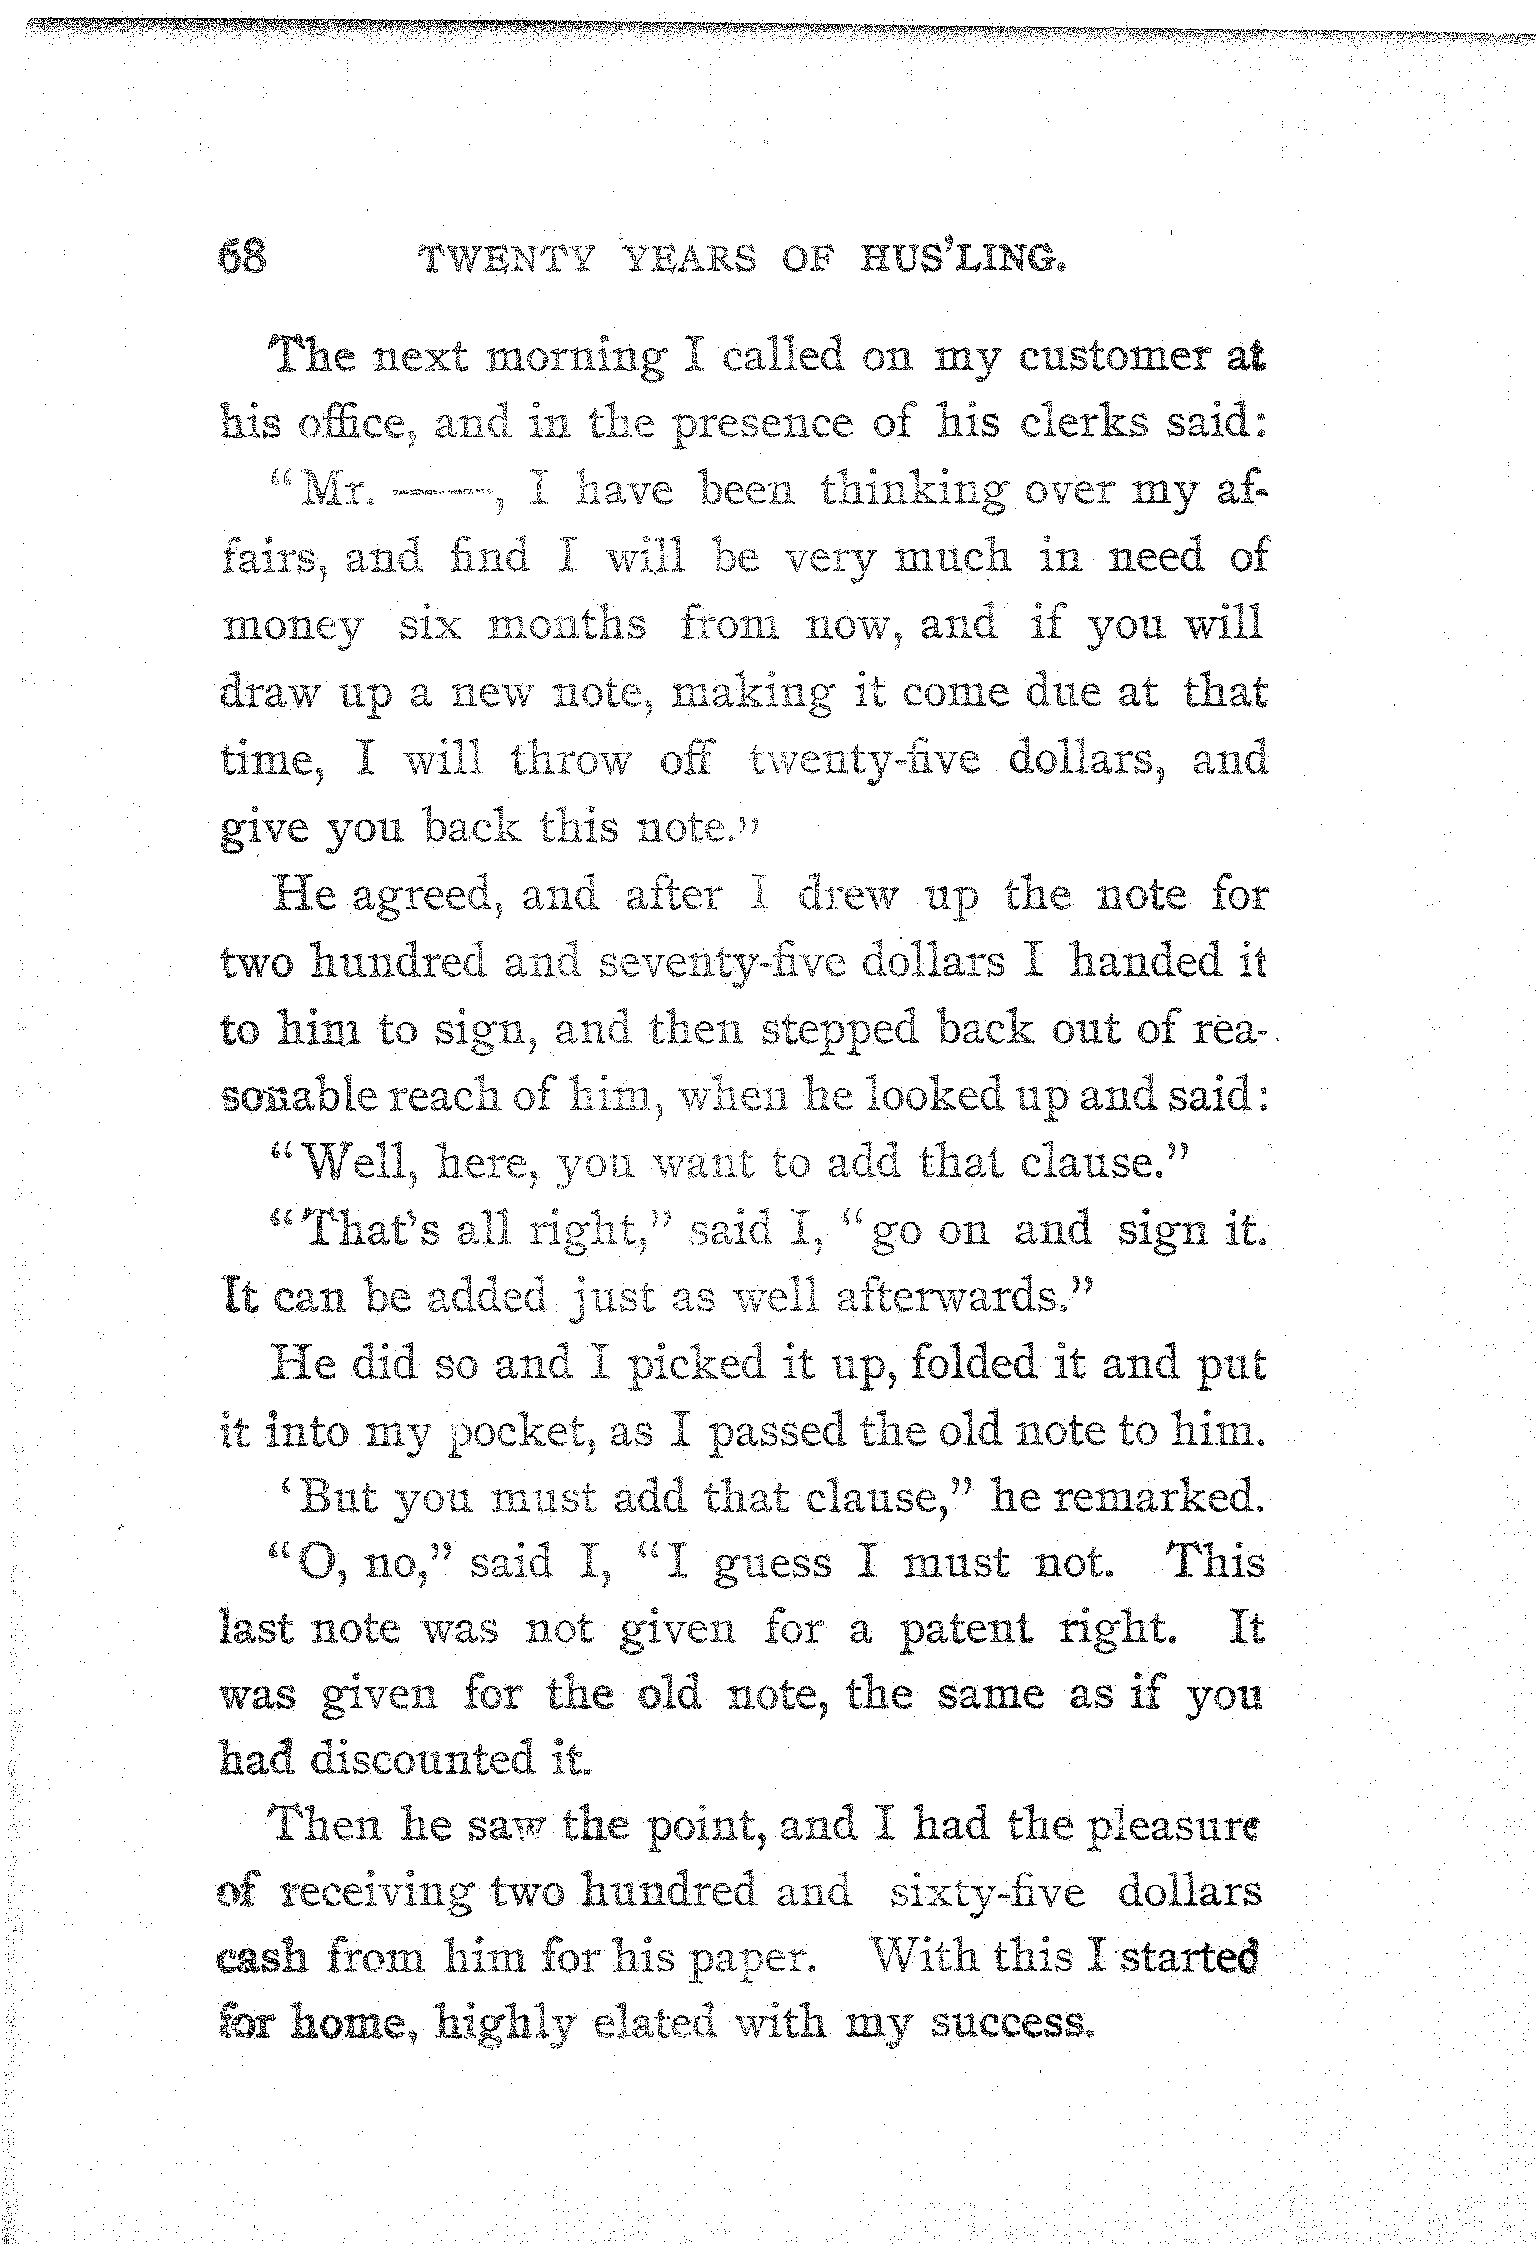 68 TWENTY YEARS OF HUS'LING.
The next morning I called on my customer at
his office, and in the presence of his clerks said:
“Mr. ——, I have been thinking over my af-
fairs, and find I will be very much in need of
money six months from now, and if you will
draw up a new note, making it come due at that
time, I will throw off twenty-five dollars, and
give you back this note.”
He agreed, and after I drew up the note for
two hundred and seventy-five dollars I handed it
to him to sign, and then stepped back out of rea-
sonable reach of him, when he looked up and said:
“Well, here, you want to add that clause.”
“That's all right,” said I, “go on and sign it.
It can be added just as well afterwards.”
He did so and I picked it up, folded it and put
it into my pocket, as I passed the old note to him.
‘But you must add that clause,” he remarked.
“O, no,” said I, “I guess I must not. This
last note was not given for a patent right. It
was given for the old note, the same as if you
had discounted it.
Then he saw the point, and I had the pleasure
of receiving two hundred and sixty-five dollars
cash from him for his paper. With this I started
for home, highly elated with my success.